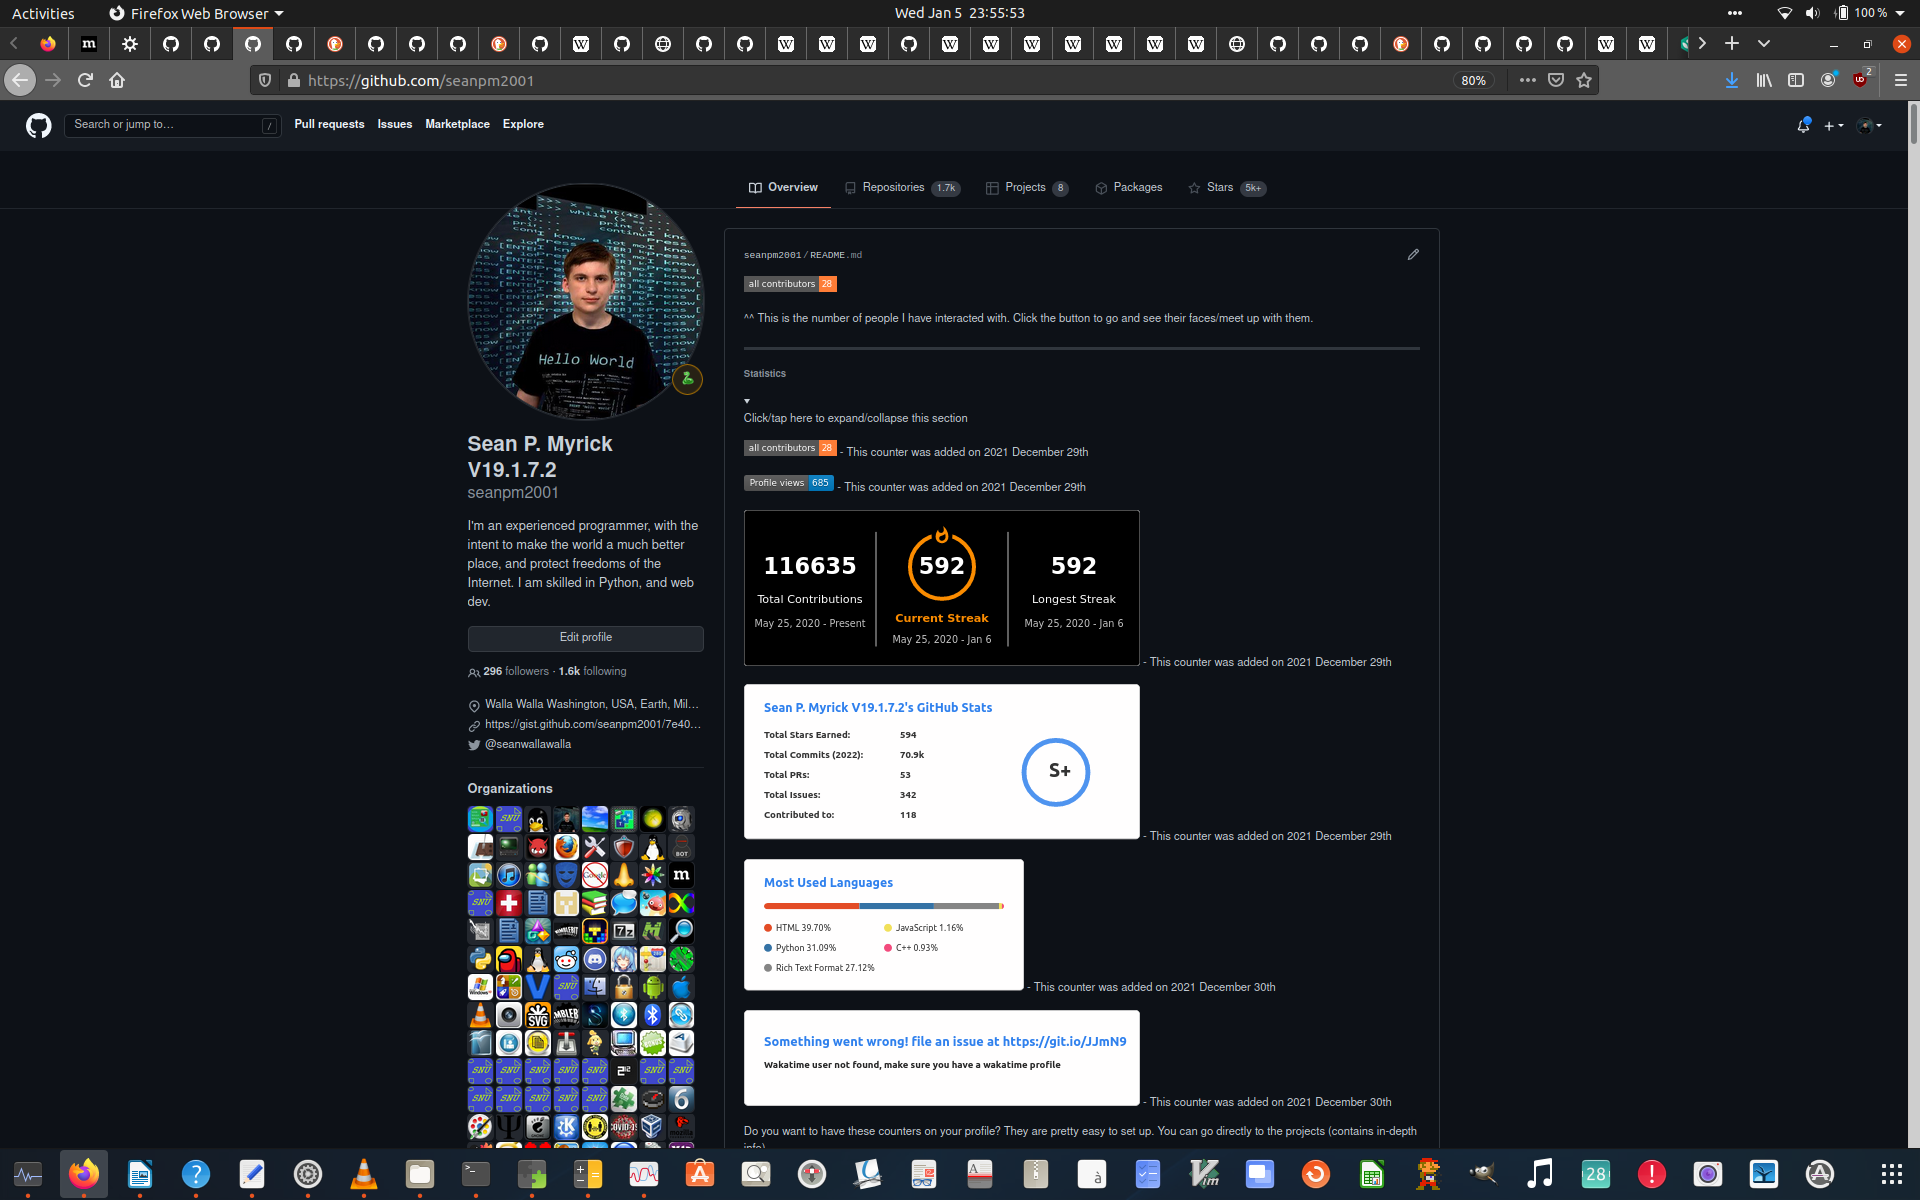 Activities
Firefox Web Browser
Wed Jan 5 23:55:53
100 %
https://github.com/seanpm2001
80%
2
Search or jump to…
/
Pull requests
Issues
Marketplace
Explore
Overview
Repositories 1.7k
Projects 8
Packages
Stars 5k+
Hello World
Sean P. Myrick
V19.1.7.2
seanpm2001
I'm an experienced programmer, with the
intent to make the world a much better
place, and protect freedoms of the
Internet. I am skilled in Python, and web
dev.
Edit profile
296 followers · 1.6k following
Walla Walla Washington, USA, Earth, Mil…
https://gist.github.com/seanpm2001/7e40…
@seanwallawalla
Organizations
seanpm2001/README.md
all contributors 28
^^ This is the number of people I have interacted with. Click the button to go and see their faces/meet up with them.
Statistics
Click/tap here to expand/collapse this section
all contributors 28 - This counter was added on 2021 December 29th
Profile views 685 - This counter was added on 2021 December 29th
116635
Total Contributions
May 25, 2020 - Present
592
Current Streak
May 25, 2020 - Jan 6
592
Longest Streak
May 25, 2020 - Jan 6
- This counter was added on 2021 December 29th
Sean P. Myrick V19.1.7.2's GitHub Stats
Total Stars Earned: 594
Total Commits (2022): 70.9k
Total PRs: 53
Total Issues: 342
Contributed to: 118
S+
- This counter was added on 2021 December 29th
Most Used Languages
HTML 39.70%
JavaScript 1.16%
Python 31.09%
C++ 0.93%
Rich Text Format 27.12%
- This counter was added on 2021 December 30th
Something went wrong! file an issue at https://git.io/JJmN9
Wakatime user not found, make sure you have a wakatime profile
- This counter was added on 2021 December 30th
Do you want to have these counters on your profile? They are pretty easy to set up. You can go directly to the projects (contains in-depth
28